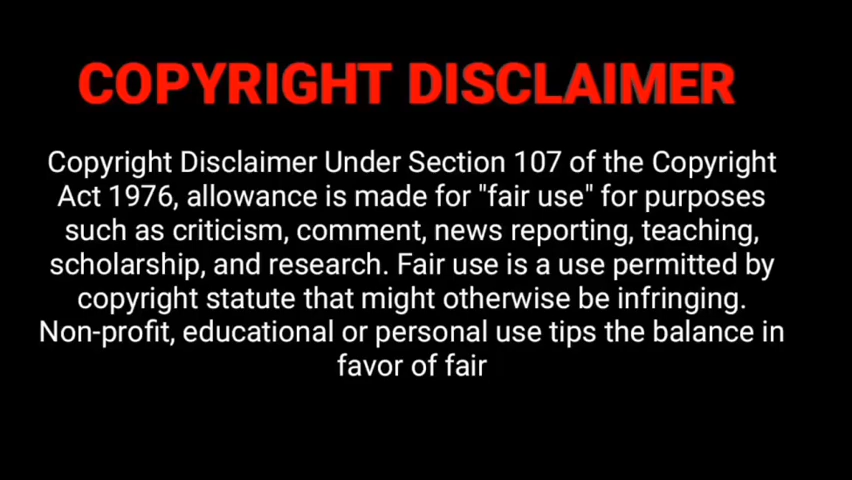 COPYRIGHT DISCLAIMER
Copyright Disclaimer Under Section 107 of the Copyright
Act 1976, allowance is made for "fair use" for purposes
such as criticism, comment, news reporting, teaching,
scholarship, and research. Fair use is a use permitted by
copyright statute that might otherwise be infringing.
Non-profit, educational or personal use tips the balance in
favor of fair